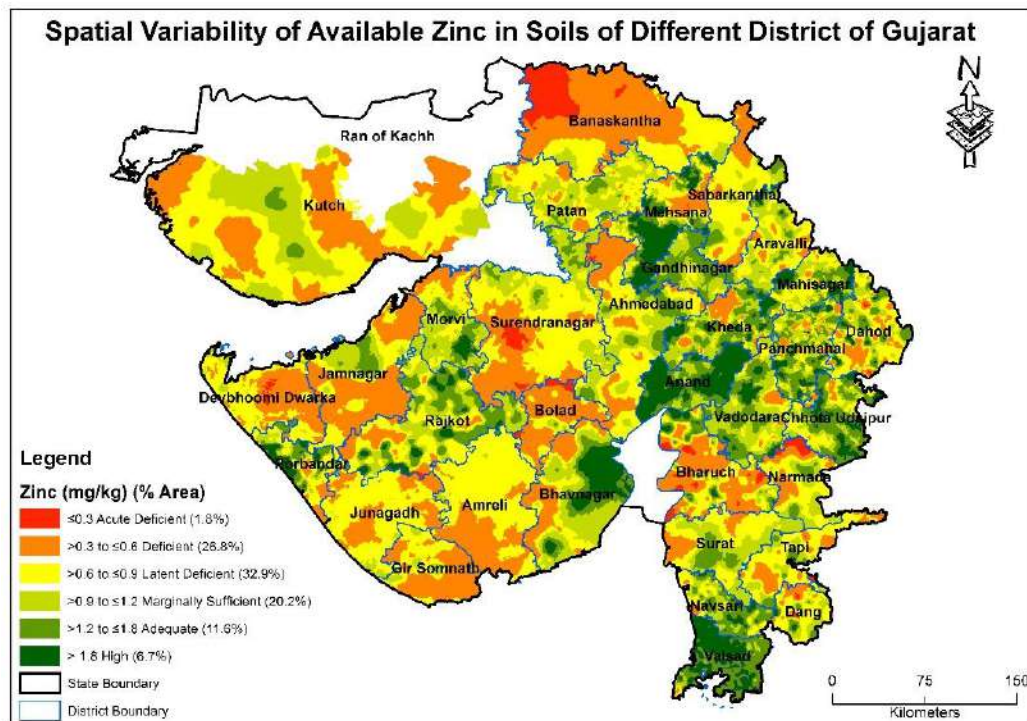 Spatial Variability of Available Zinc in Soils of Different District of Gujarat
N
Banaskantha
Ran of Kachh
Kutch
Patan
Mehsana
Sabarkantha
Aravalli
Gandhinagar
Mahisagar
Ahmedabad
Morvi
Surendranagar
Kheda
Dahod
Panchmahal
Jamnagar
Devbhoomi Dwarka
Anand
Rajkot
Botad
Vadodara
Chhota Udaipur
Porbandar
Bharuch
Narmada
Bhavnagar
Amreli
Junagadh
Surat
Tapi
Gir Somnath
Navsari
Dang
Valsad
Legend
Zinc (mg/kg) (% Area)
≤0.3 Acute Deficient (1.8%)
>0.3 to ≤0.6 Deficient (26.8%)
>0.6 to ≤0.9 Latent Deficient (32.9%)
>0.9 to ≤1.2 Marginally Sufficient (20.2%)
>1.2 to ≤1.8 Adequate (11.6%)
> 1.8 High (6.7%)
State Boundary
District Boundary
0 75 150
Kilometers